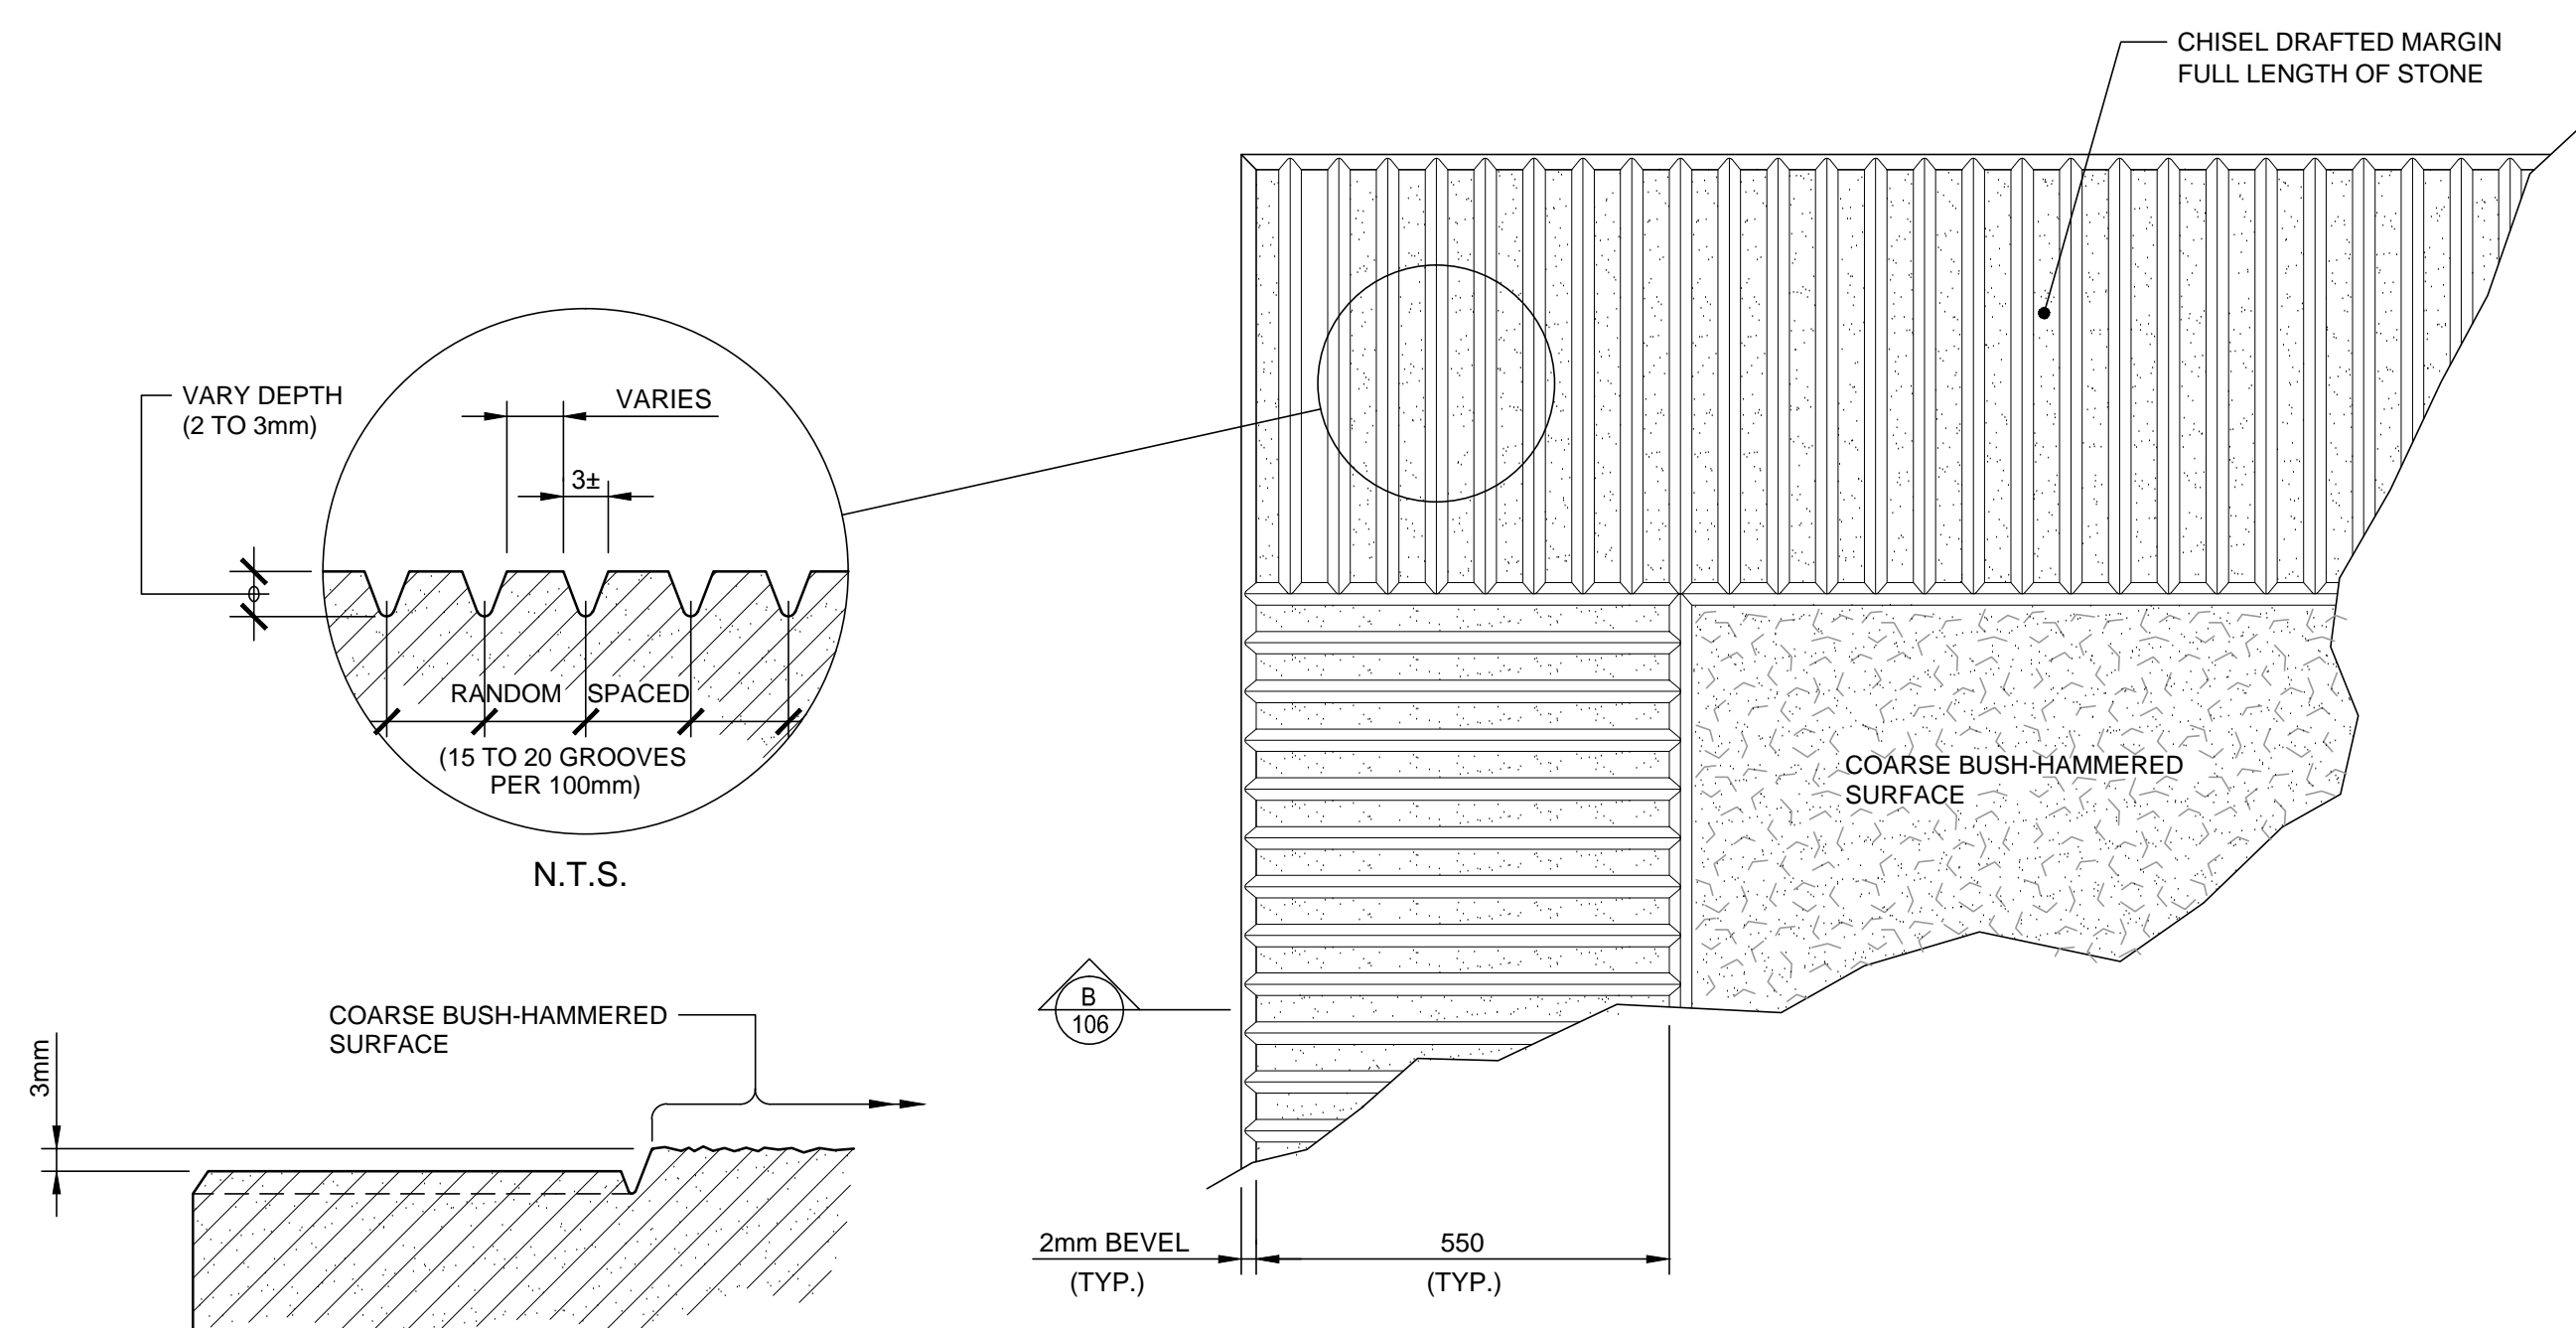 CHISEL DRAFTED MARGIN
FULL LENGTH OF STONE
VARY DEPTH
(2 TO 3mm)
VARIES
3±
RANDOM SPACED
(15 TO 20 GROOVES
PER 100mm)
N.T.S.
COARSE BUSH-HAMMERED
SURFACE
B
106
COARSE BUSH-HAMMERED
SURFACE
3mm
2mm BEVEL
(TYP.)
550
(TYP.)